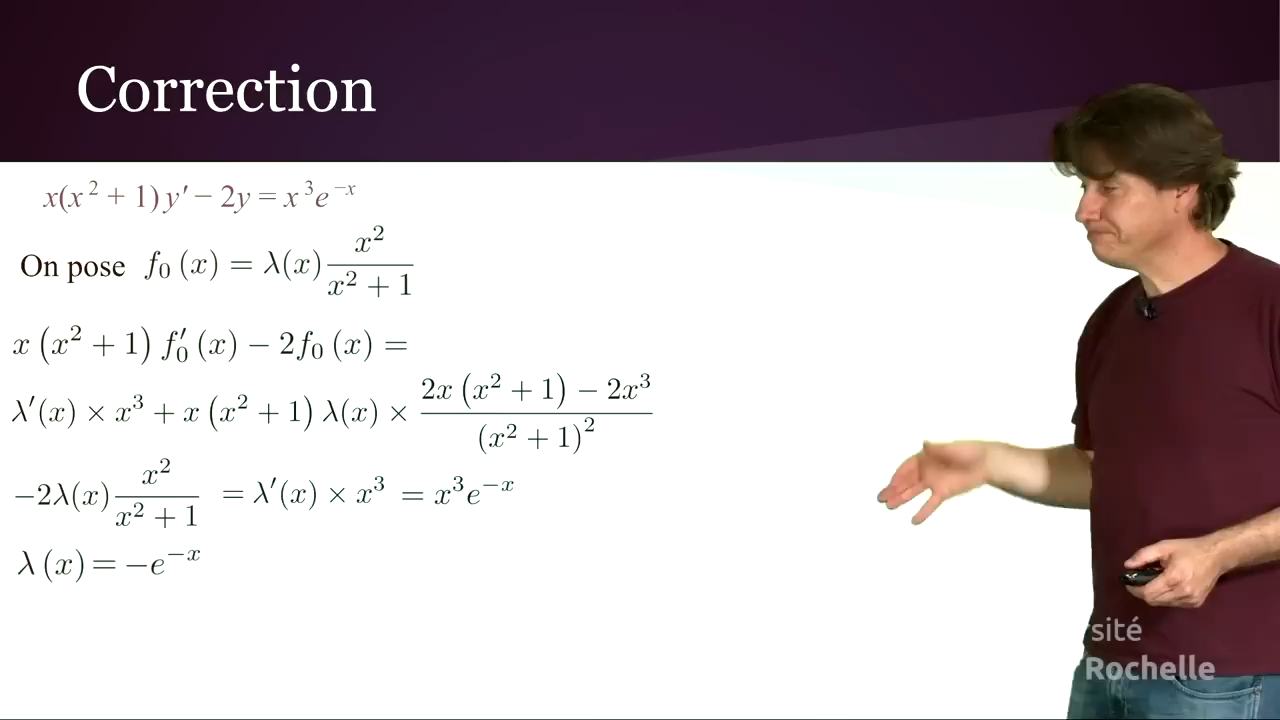 Correction
x(x² + 1) y′ − 2y = x³e⁻ˣ
On pose f₀ (x) = λ(x) x²/(x² + 1)
x (x² + 1) f₀′ (x) − 2f₀ (x) =
λ′(x) × x³ + x (x² + 1) λ(x) × (2x (x² + 1) − 2x³)/(x² + 1)²
−2λ(x) x²/(x² + 1) = λ′(x) × x³ = x³e⁻ˣ
λ (x) = −e⁻ˣ
sité
Rochelle